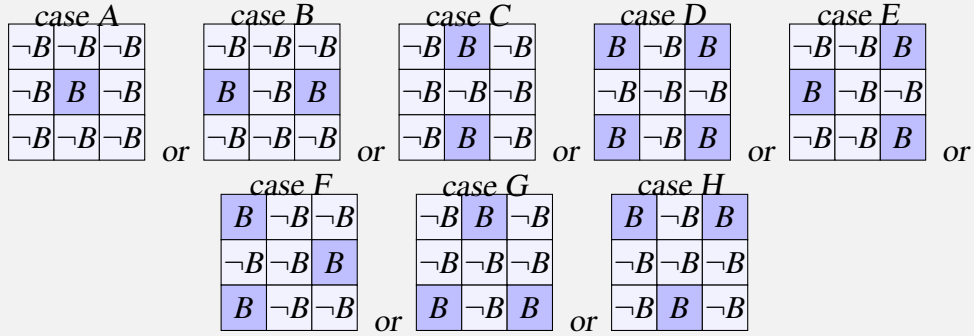 case A case B case C case D case E
¬B ¬B ¬B ¬B ¬B ¬B ¬B B ¬B B ¬B B ¬B ¬B B
¬B B ¬B B ¬B B ¬B ¬B ¬B ¬B ¬B ¬B B ¬B ¬B
¬B ¬B ¬B or ¬B ¬B ¬B or ¬B B ¬B or B ¬B B or ¬B ¬B B or
case F case G case H
B ¬B ¬B ¬B B ¬B B ¬B B
¬B ¬B B ¬B ¬B ¬B ¬B ¬B ¬B
B ¬B ¬B or B ¬B B or ¬B B ¬B